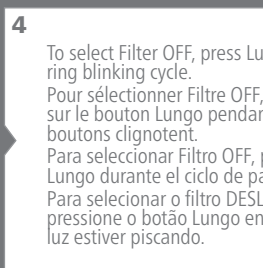 4
To select Filter OFF, press Lu
ring blinking cycle.
Pour sélectionner Filtre OFF,
sur le bouton Lungo pendar
boutons clignotent.
Para seleccionar Filtro OFF, p
Lungo durante el ciclo de pa
Para selecionar o filtro DESL
pressione o botão Lungo en
luz estiver piscando.